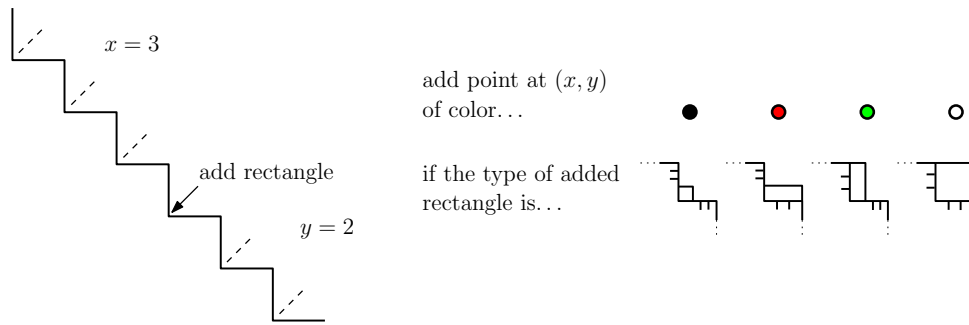 x = 3
add rectangle
y = 2
add point at (x, y)
of color...
if the type of added
rectangle is...